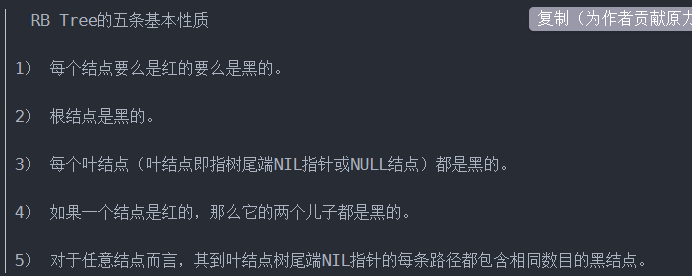 RB Tree的五条基本性质
复制（为作者贡献原力
1） 每个结点要么是红的要么是黑的。
2） 根结点是黑的。
3） 每个叶结点（叶结点即指树尾端NIL指针或NULL结点）都是黑的。
4） 如果一个结点是红的，那么它的两个儿子都是黑的。
5） 对于任意结点而言，其到叶结点树尾端NIL指针的每条路径都包含相同数目的黑结点。